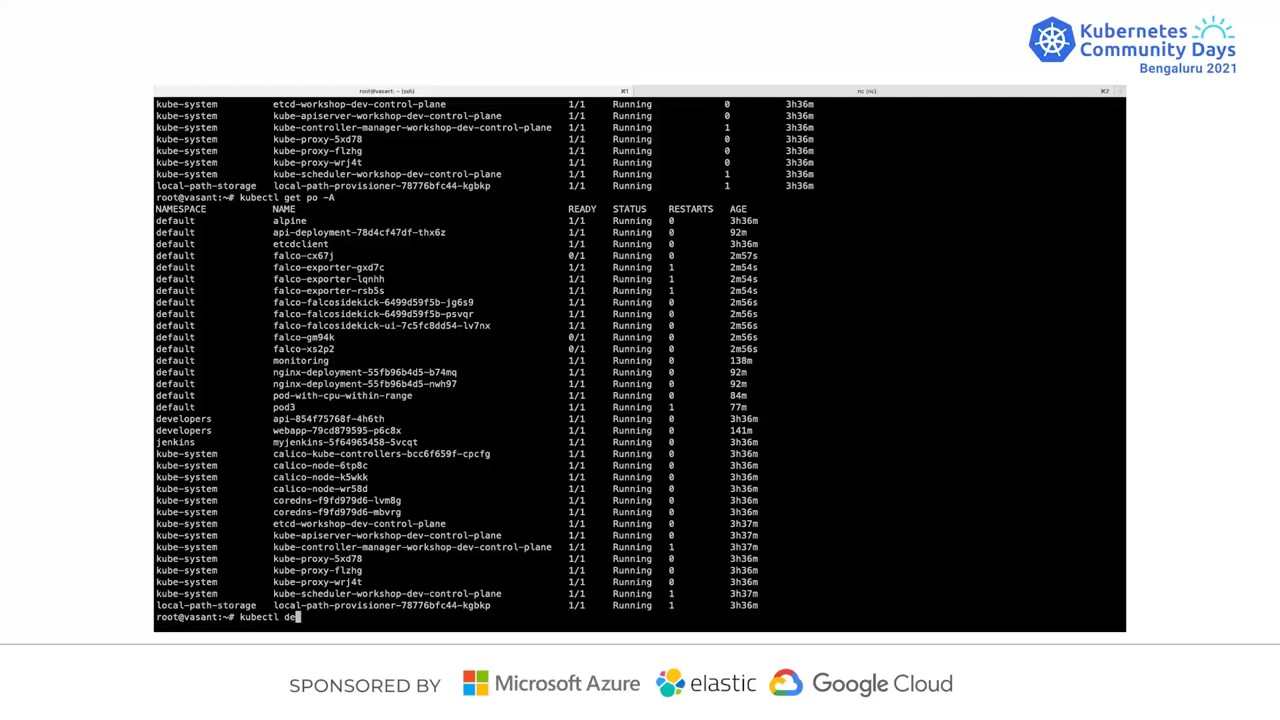 Kubernetes
Community Days
Bengaluru 2021
root@vasant: ~ (ssh) ⌘1 nc (nc) ⌘2
kube-system etcd-workshop-dev-control-plane 1/1 Running 0 3h36m
kube-system kube-apiserver-workshop-dev-control-plane 1/1 Running 0 3h36m
kube-system kube-controller-manager-workshop-dev-control-plane 1/1 Running 1 3h36m
kube-system kube-proxy-5xd78 1/1 Running 0 3h36m
kube-system kube-proxy-flzhg 1/1 Running 0 3h36m
kube-system kube-proxy-wrj4t 1/1 Running 0 3h36m
kube-system kube-scheduler-workshop-dev-control-plane 1/1 Running 1 3h36m
local-path-storage local-path-provisioner-78776bfc44-kgbkp 1/1 Running 1 3h36m
root@vasant:~# kubectl get po -A
NAMESPACE NAME READY STATUS RESTARTS AGE
default alpine 1/1 Running 0 3h36m
default api-deployment-78d4cf47df-thx6z 1/1 Running 0 92m
default etcdclient 1/1 Running 0 3h36m
default falco-cx67j 0/1 Running 0 2m57s
default falco-exporter-gxd7c 1/1 Running 1 2m54s
default falco-exporter-lqnhh 1/1 Running 1 2m54s
default falco-exporter-rsb5s 1/1 Running 1 2m54s
default falco-falcosidekick-6499d59f5b-jg6s9 1/1 Running 0 2m56s
default falco-falcosidekick-6499d59f5b-psvqr 1/1 Running 0 2m56s
default falco-falcosidekick-ui-7c5fc8dd54-lv7nx 1/1 Running 0 2m56s
default falco-gm94k 0/1 Running 0 2m56s
default falco-xs2p2 0/1 Running 0 2m56s
default monitoring 1/1 Running 0 138m
default nginx-deployment-55fb96b4d5-b74mq 1/1 Running 0 92m
default nginx-deployment-55fb96b4d5-nwh97 1/1 Running 0 92m
default pod-with-cpu-within-range 1/1 Running 0 84m
default pod3 1/1 Running 1 77m
developers api-854f75768f-4h6th 1/1 Running 0 3h36m
developers webapp-79cd879595-p6c8x 1/1 Running 0 141m
jenkins myjenkins-5f64965458-5vcqt 1/1 Running 0 3h36m
kube-system calico-kube-controllers-bcc6f659f-cpcfg 1/1 Running 0 3h36m
kube-system calico-node-6tp8c 1/1 Running 0 3h36m
kube-system calico-node-k5wkk 1/1 Running 0 3h36m
kube-system calico-node-wr58d 1/1 Running 0 3h36m
kube-system coredns-f9fd979d6-lvm8g 1/1 Running 0 3h36m
kube-system coredns-f9fd979d6-mbvrg 1/1 Running 0 3h36m
kube-system etcd-workshop-dev-control-plane 1/1 Running 0 3h37m
kube-system kube-apiserver-workshop-dev-control-plane 1/1 Running 0 3h37m
kube-system kube-controller-manager-workshop-dev-control-plane 1/1 Running 1 3h37m
kube-system kube-proxy-5xd78 1/1 Running 0 3h36m
kube-system kube-proxy-flzhg 1/1 Running 0 3h36m
kube-system kube-proxy-wrj4t 1/1 Running 0 3h36m
kube-system kube-scheduler-workshop-dev-control-plane 1/1 Running 1 3h37m
local-path-storage local-path-provisioner-78776bfc44-kgbkp 1/1 Running 1 3h36m
root@vasant:~# kubectl de
SPONSORED BY Microsoft Azure elastic Google Cloud